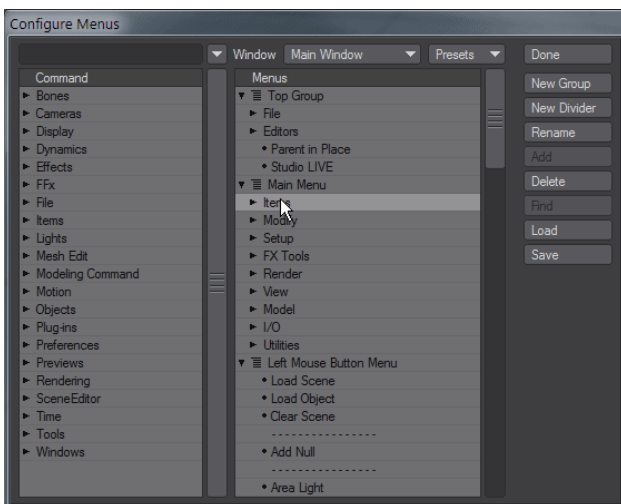 Configure Menus
Window Main Window Presets
Done
New Group
New Divider
Rename
Add
Delete
Find
Load
Save
Command
Bones
Cameras
Display
Dynamics
Effects
FFx
File
Items
Lights
Mesh Edit
Modeling Command
Motion
Objects
Plug-ins
Preferences
Previews
Rendering
SceneEditor
Time
Tools
Windows
Menus
Top Group
File
Editors
Parent in Place
Studio LIVE
Main Menu
Items
Modify
Setup
FX Tools
Render
View
Model
I/O
Utilities
Left Mouse Button Menu
Load Scene
Load Object
Clear Scene
- - - - - - - - - - - - - - -
Add Null
- - - - - - - - - - - - - - -
Area Light